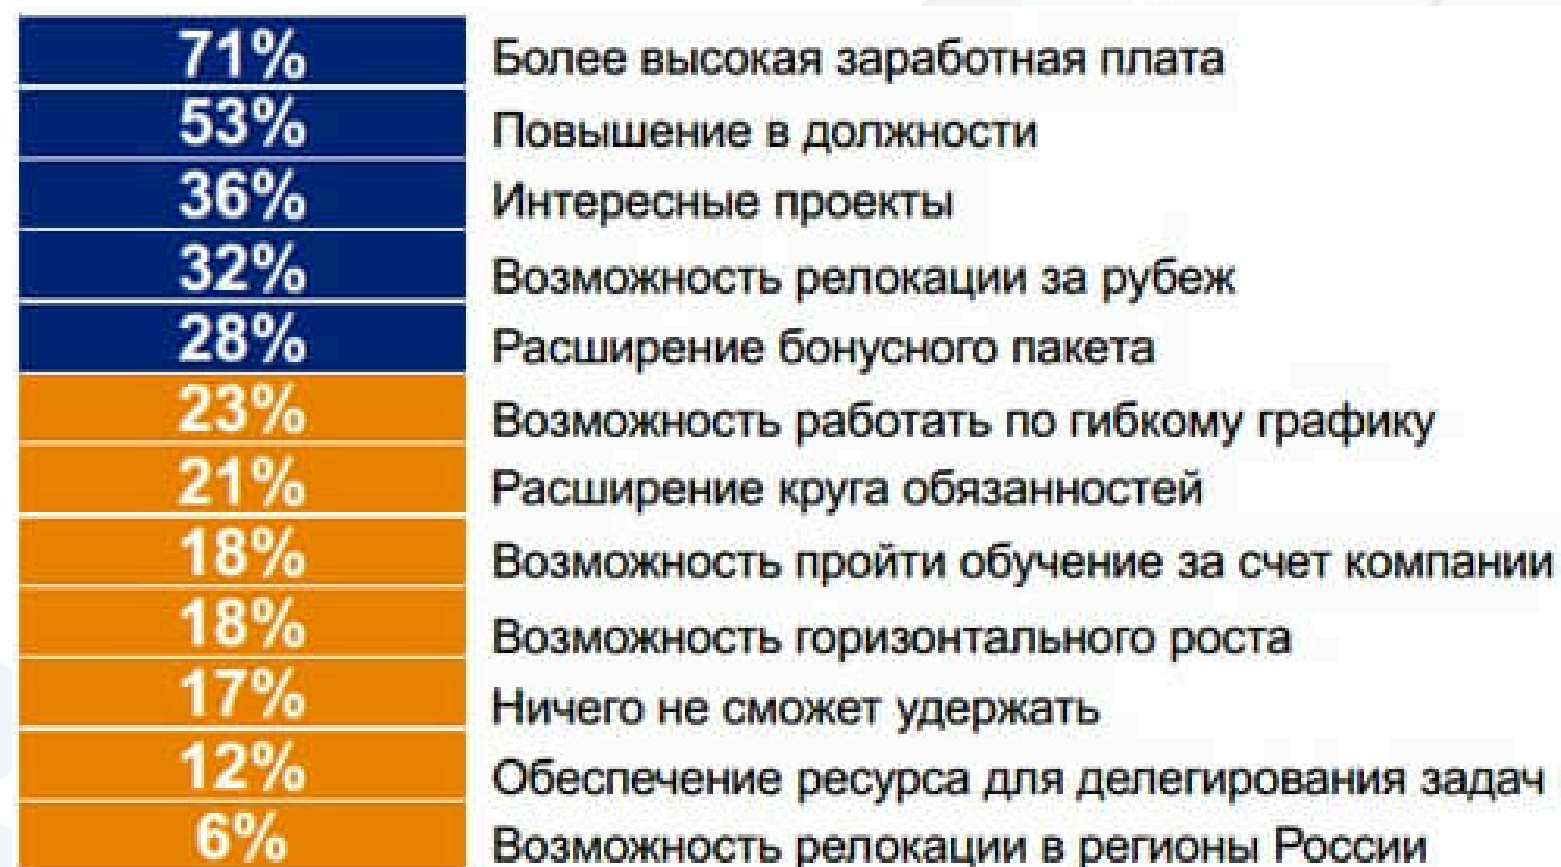 71% Более высокая заработная плата
53% Повышение в должности
36% Интересные проекты
32% Возможность релокации за рубеж
28% Расширение бонусного пакета
23% Возможность работать по гибкому графику
21% Расширение круга обязанностей
18% Возможность пройти обучение за счет компании
18% Возможность горизонтального роста
17% Ничего не сможет удержать
12% Обеспечение ресурса для делегирования задач
6% Возможность релокации в регионы России